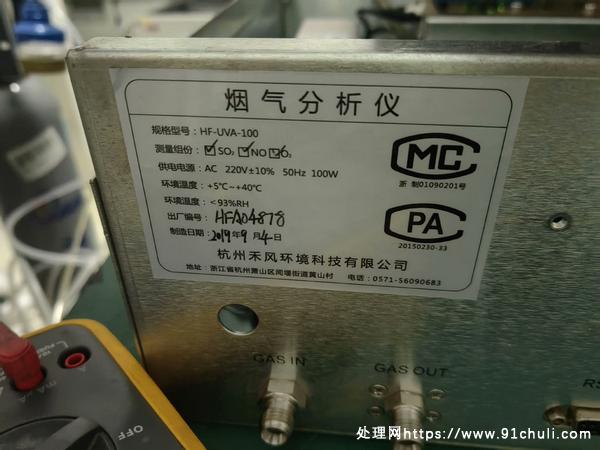 烟气分析仪
规格型号: HF-UVA-100
测量组份: ☑SO₂ ☑NO ☑O₂
供电电源: AC 220V±10% 50Hz 100W
环境温度: +5℃~+40℃
环境湿度: <93%RH
出厂编号: HFA04878
制造日期: 2019年9月4日
杭州禾风环境科技有限公司
地址: 浙江省杭州萧山区闻堰街道黄山村 电话: 0571-56090683
MC
浙 制01090201号
PA
20150230-33
GAS IN
GAS OUT
RS
mA μA
OFF
处理网https://www.91chuli.com/